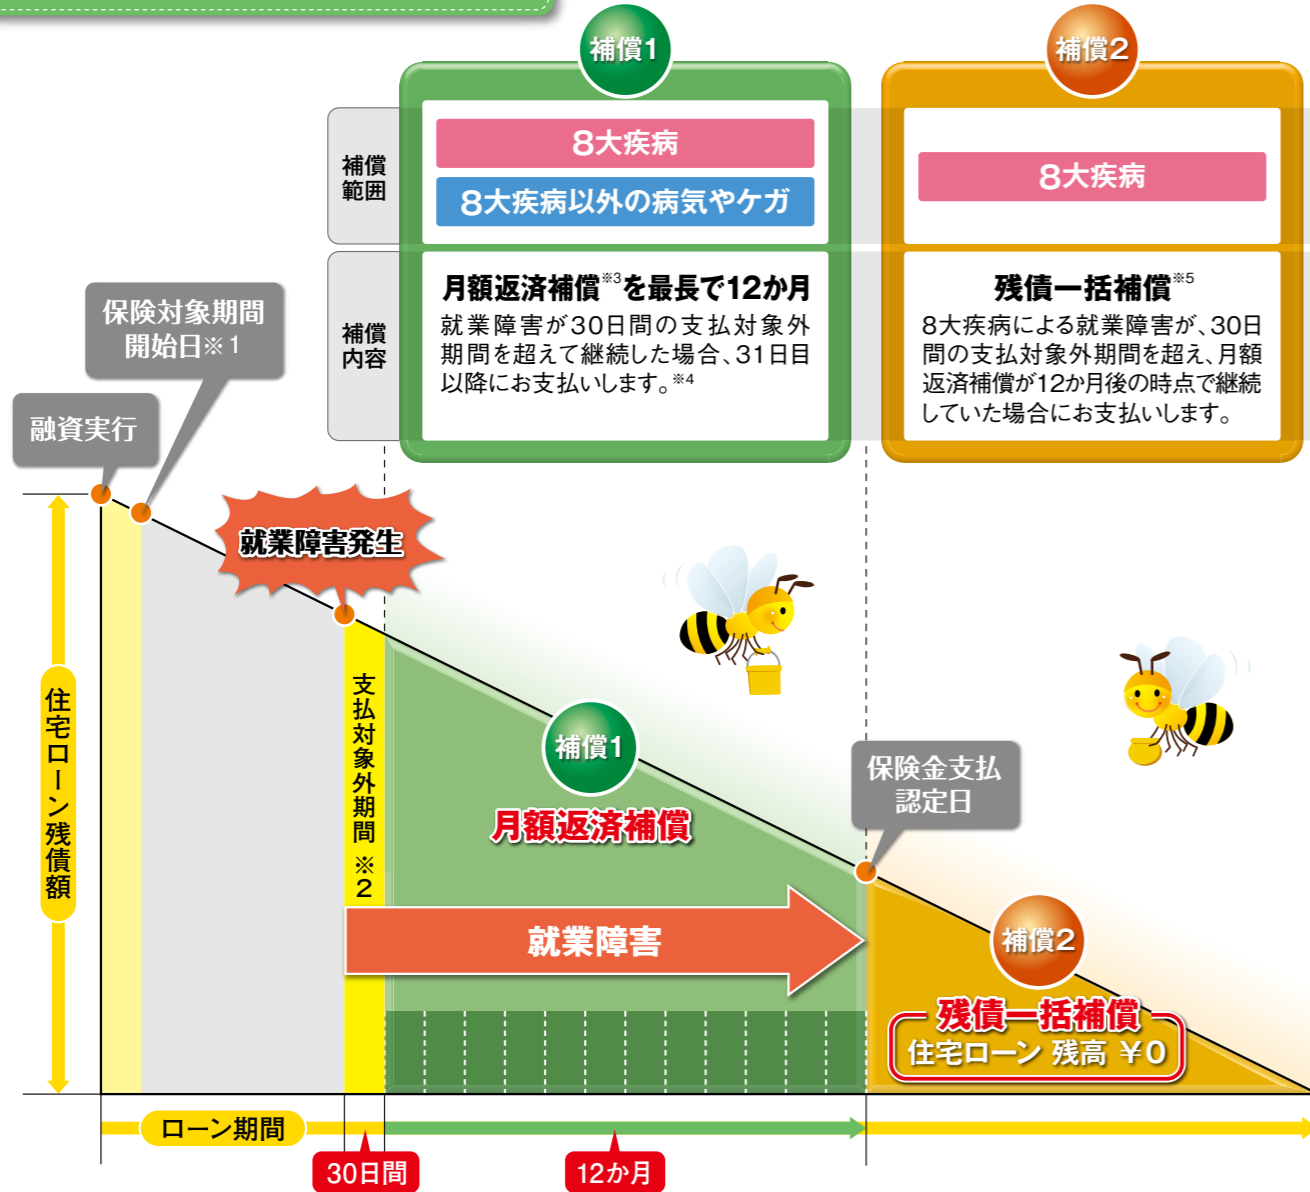 補償1
補償2
補償
範囲
8大疾病
8大疾病以外の病気やケガ
8大疾病
補償
内容
月額返済補償※3を最長で12か月
就業障害が30日間の支払対象外
期間を超えて継続した場合、31日目
以降にお支払いします。※4
残債一括補償※5
8大疾病による就業障害が、30日
間の支払対象外期間を超え、月額
返済補償が12か月後の時点で継続
していた場合にお支払いします。
保険対象期間
開始日※1
融資実行
就業障害発生
住宅ローン残債額
支払対象外期間※2
補償1
月額返済補償
保険金支払
認定日
就業障害
補償2
残債一括補償
住宅ローン 残高 ¥0
ローン期間
30日間
12か月